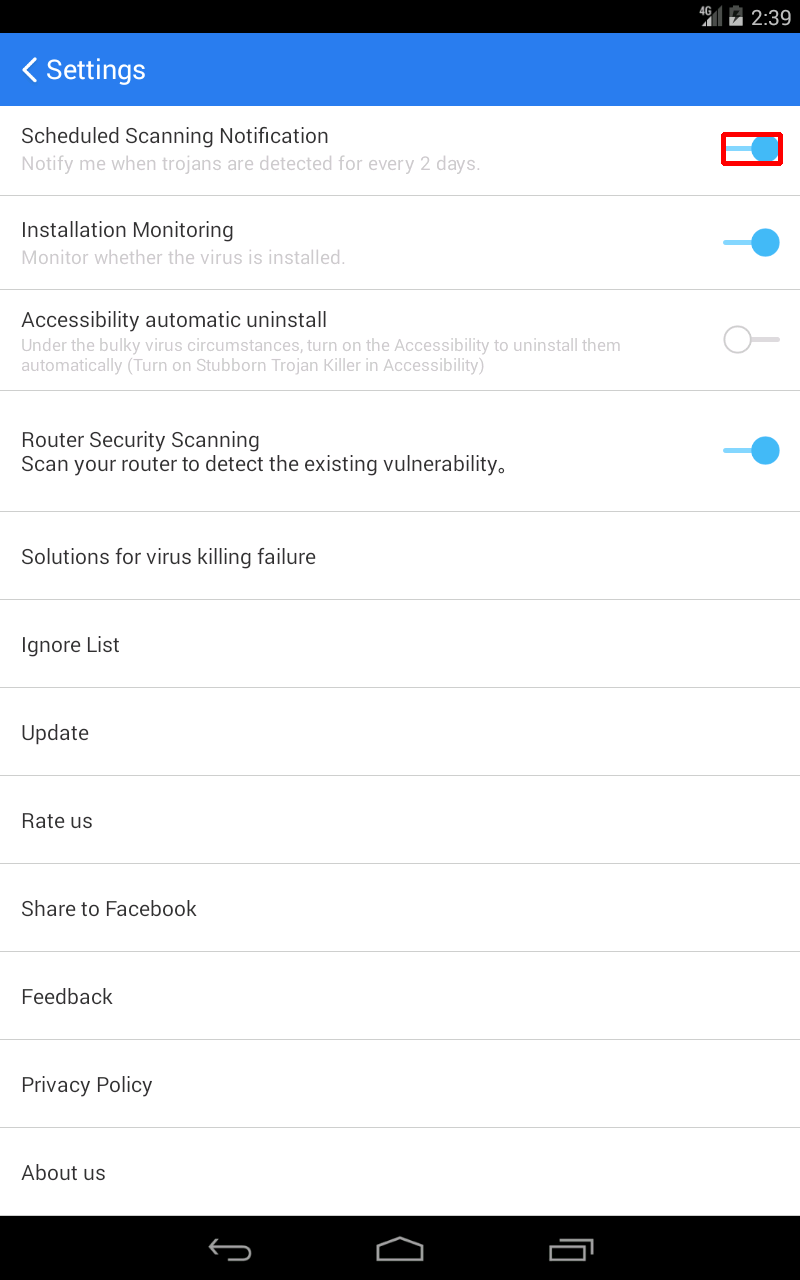 4G 2:39
Settings
Scheduled Scanning Notification
Notify me when trojans are detected for every 2 days.
Installation Monitoring
Monitor whether the virus is installed.
Accessibility automatic uninstall
Under the bulky virus circumstances, turn on the Accessibility to uninstall them
automatically (Turn on Stubborn Trojan Killer in Accessibility)
Router Security Scanning
Scan your router to detect the existing vulnerability。
Solutions for virus killing failure
Ignore List
Update
Rate us
Share to Facebook
Feedback
Privacy Policy
About us